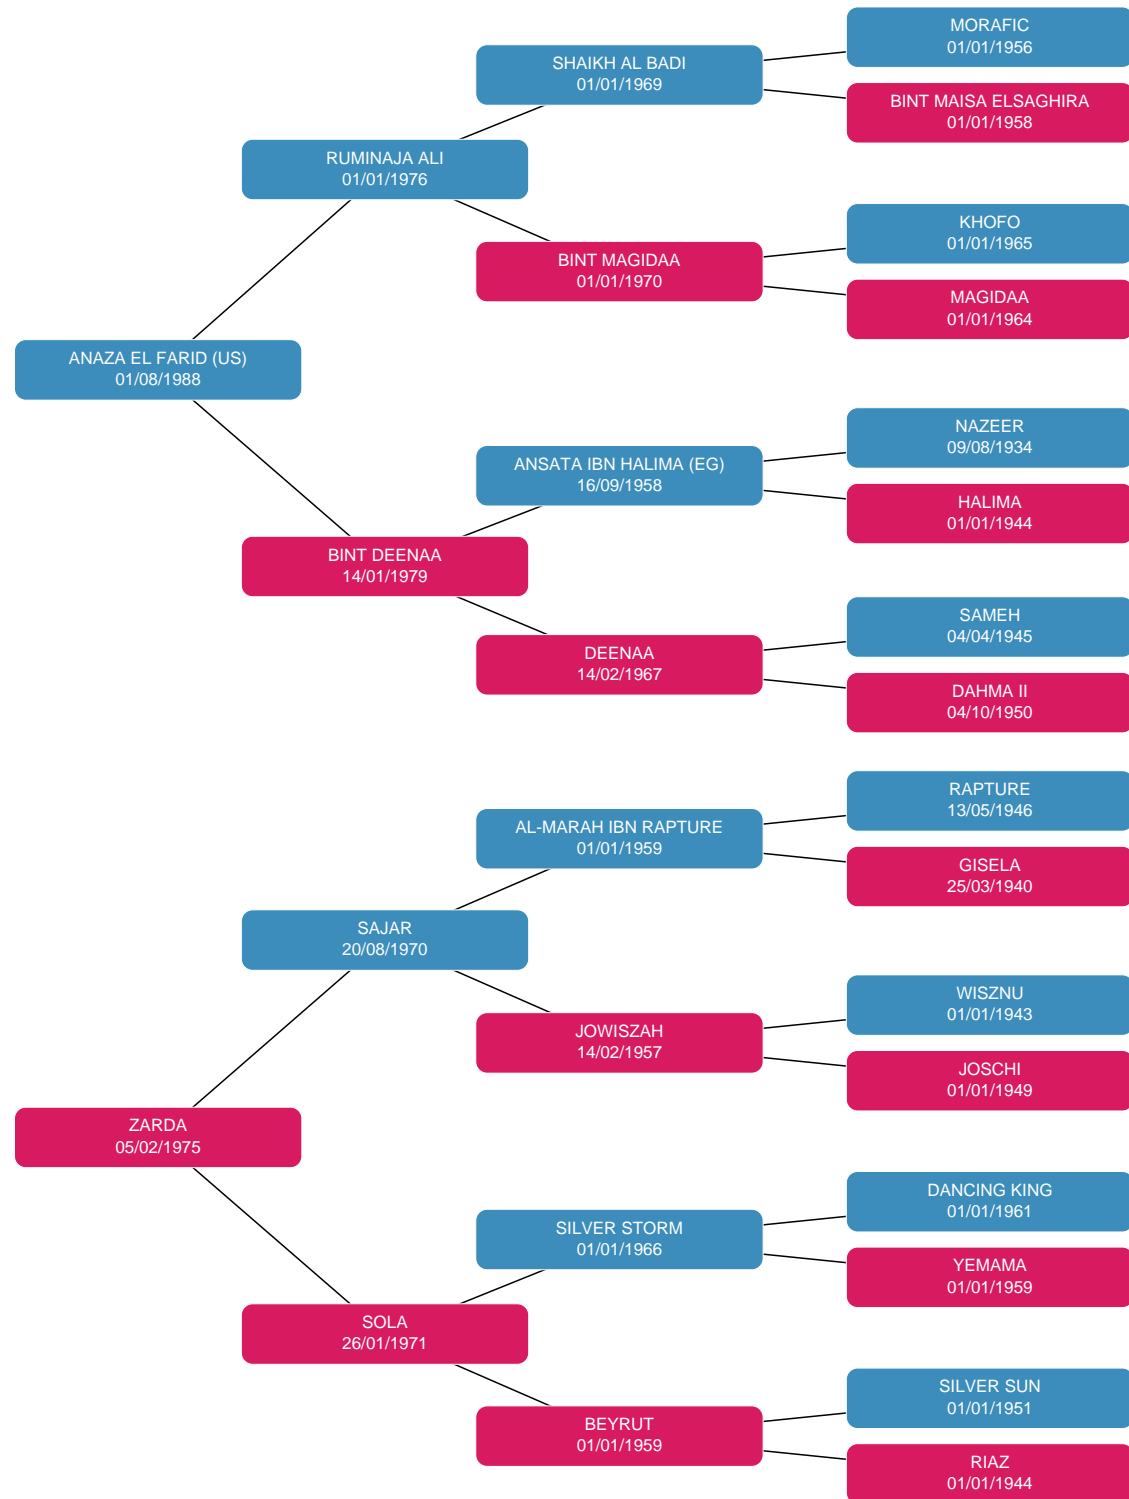 MORAFIC
01/01/1956
SHAIKH AL BADI
01/01/1969
BINT MAISA ELSAGHIRA
01/01/1958
RUMINAJA ALI
01/01/1976
KHOFO
01/01/1965
BINT MAGIDAA
01/01/1970
MAGIDAA
01/01/1964
ANAZA EL FARID (US)
01/08/1988
NAZEER
09/08/1934
ANSATA IBN HALIMA (EG)
16/09/1958
HALIMA
01/01/1944
BINT DEENAA
14/01/1979
SAMEH
04/04/1945
DEENAA
14/02/1967
DAHMA II
04/10/1950
RAPTURE
13/05/1946
AL-MARAH IBN RAPTURE
01/01/1959
GISELA
25/03/1940
SAJAR
20/08/1970
WISZNU
01/01/1943
JOWISZAH
14/02/1957
JOSCHI
01/01/1949
ZARDA
05/02/1975
DANCING KING
01/01/1961
SILVER STORM
01/01/1966
YEMAMA
01/01/1959
SOLA
26/01/1971
SILVER SUN
01/01/1951
BEYRUT
01/01/1959
RIAZ
01/01/1944